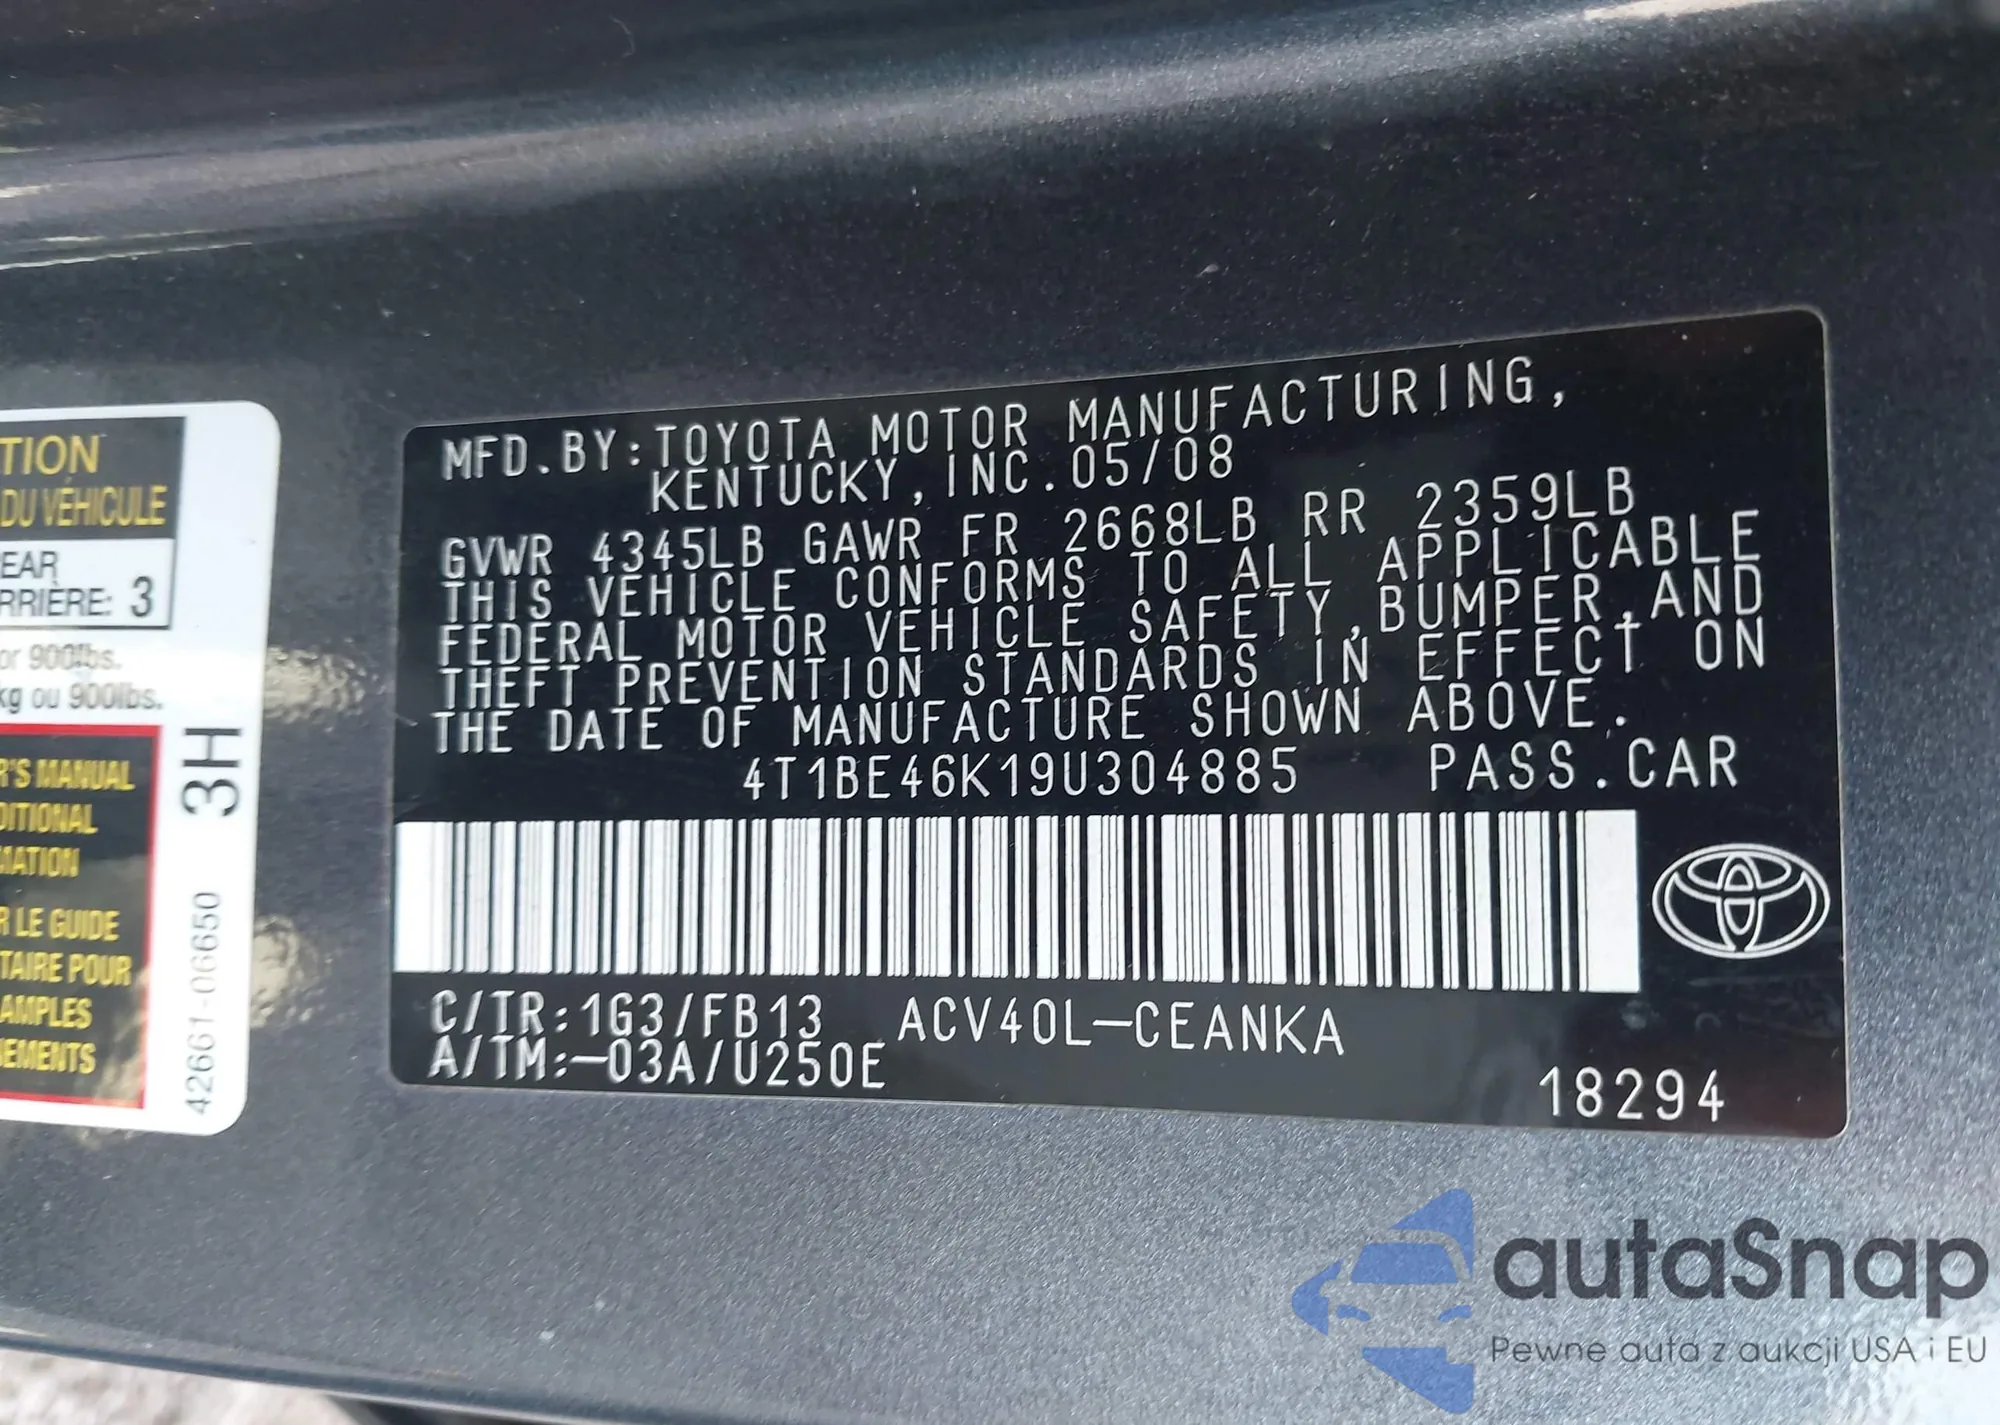 TION
DU VÉHICULE
EAR
RRIÈRE: 3
or 900lbs.
kg ou 900lbs.
R'S MANUAL
DITIONAL
MATION
R LE GUIDE
TAIRE POUR
AMPLES
EMENTS
3H
42661-06650
MFD.BY:TOYOTA MOTOR MANUFACTURING,
KENTUCKY,INC.05/08
GVWR 4345LB GAWR FR 2668LB RR 2359LB
THIS VEHICLE CONFORMS TO ALL APPLICABLE
FEDERAL MOTOR VEHICLE SAFETY,BUMPER,AND
THEFT PREVENTION STANDARDS IN EFFECT ON
THE DATE OF MANUFACTURE SHOWN ABOVE.
4T1BE46K19U304885 PASS.CAR
C/TR:1G3/FB13 ACV40L-CEANKA
A/TM:-03A/U250E
18294
autaSnap
Pewne auta z aukcji USA i EU